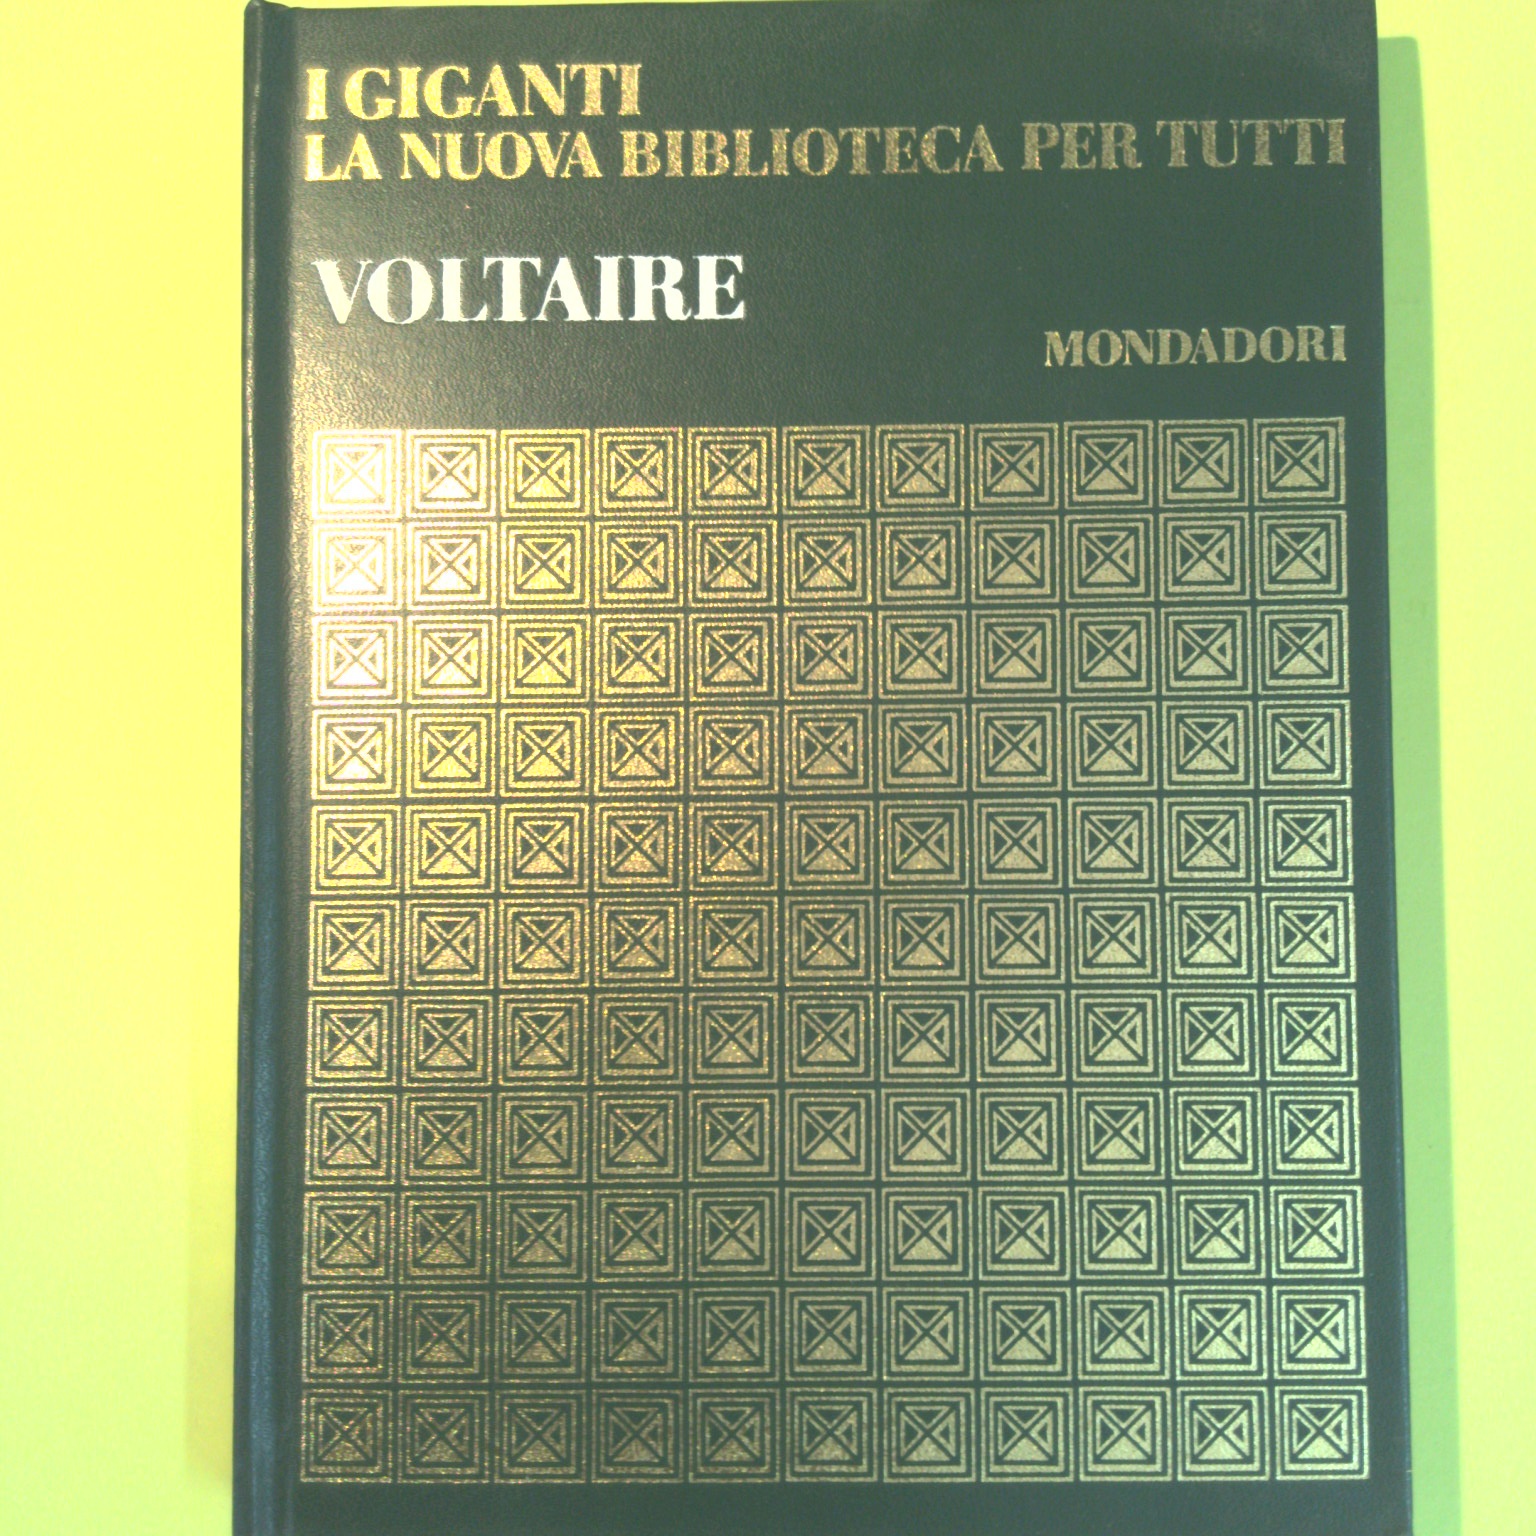 I GIGANTI
LA NUOVA BIBLIOTECA PER TUTTI
VOLTAIRE
MONDADORI